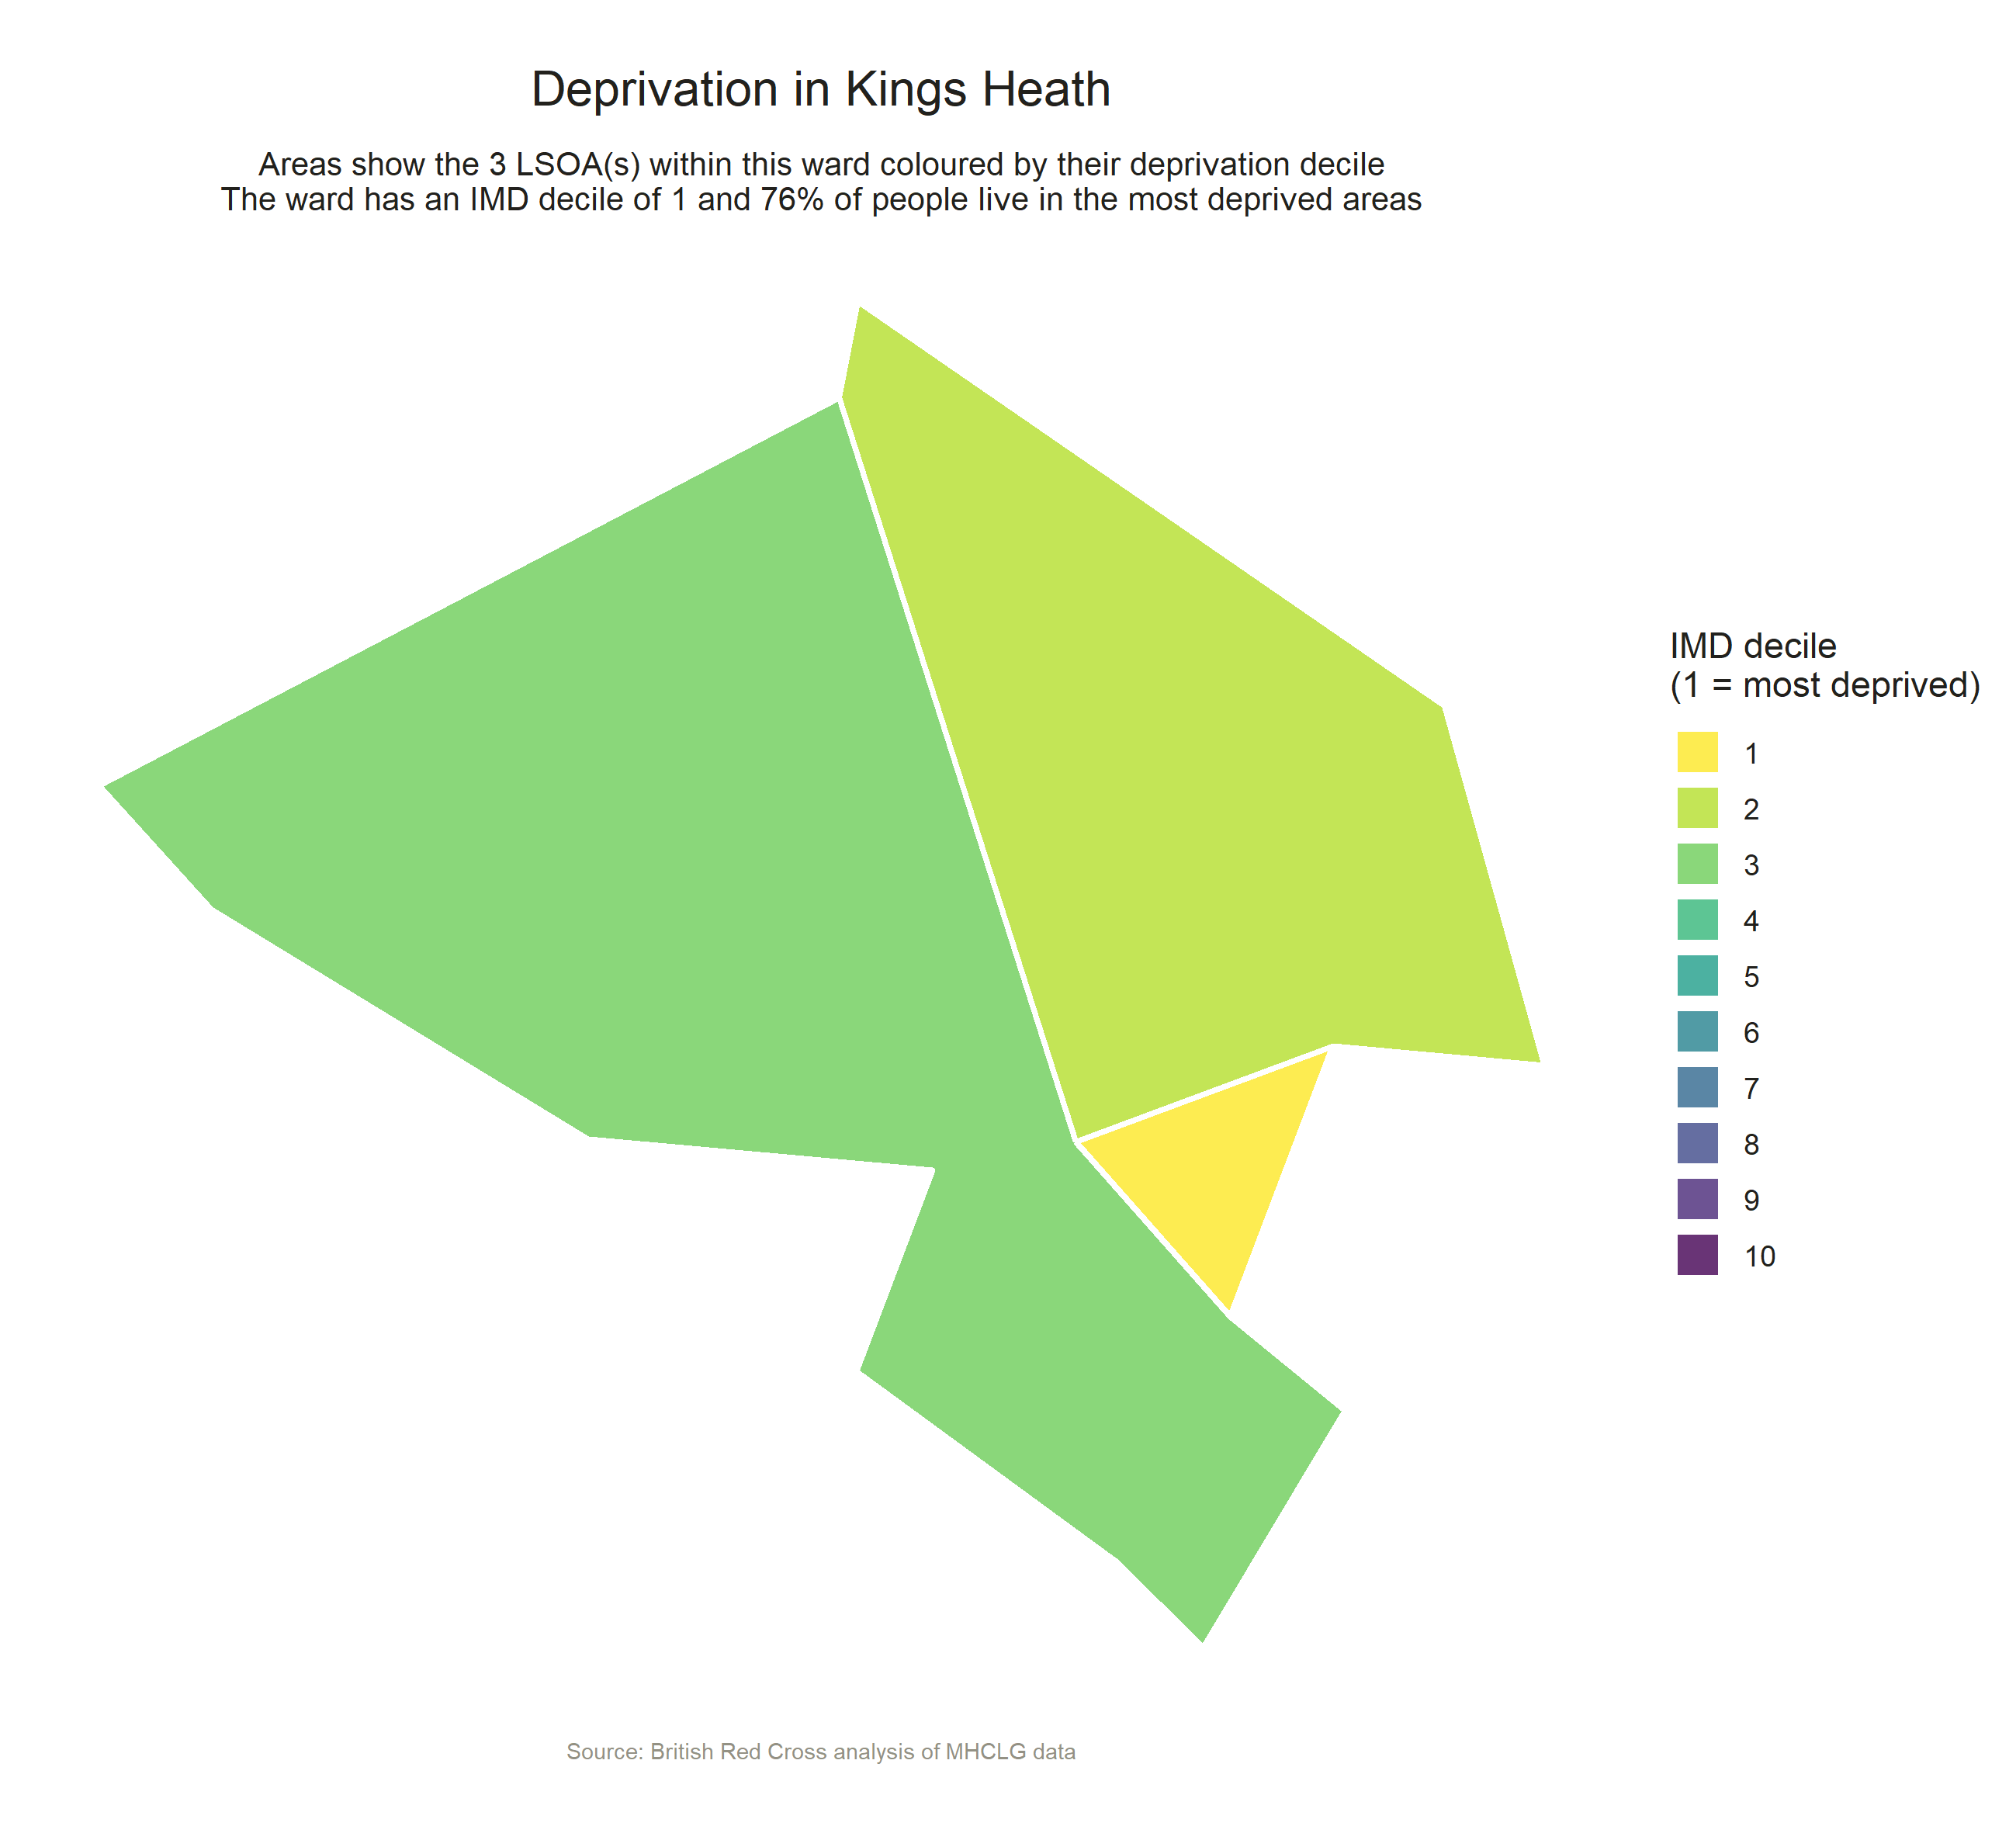 Deprivation in Kings Heath
Areas show the 3 LSOA(s) within this ward coloured by their deprivation decile
The ward has an IMD decile of 1 and 76% of people live in the most deprived areas
IMD decile
(1 = most deprived)
1
2
3
4
5
6
7
8
9
10
Source: British Red Cross analysis of MHCLG data